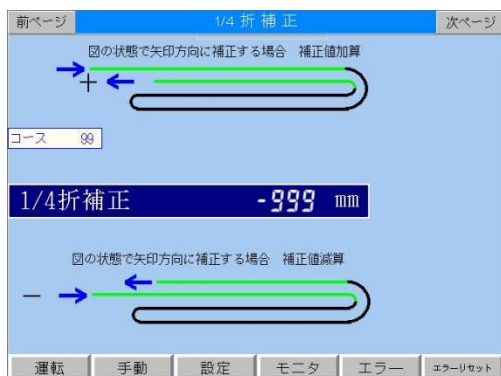 前ページ 1/4 折 補 正 次ページ
図の状態で矢印方向に補正する場合 補正値加算
+
コース 99
1/4折補正 -999 mm
図の状態で矢印方向に補正する場合 補正値減算
−
運転 手動 設定 モニタ エラー エラーリセット